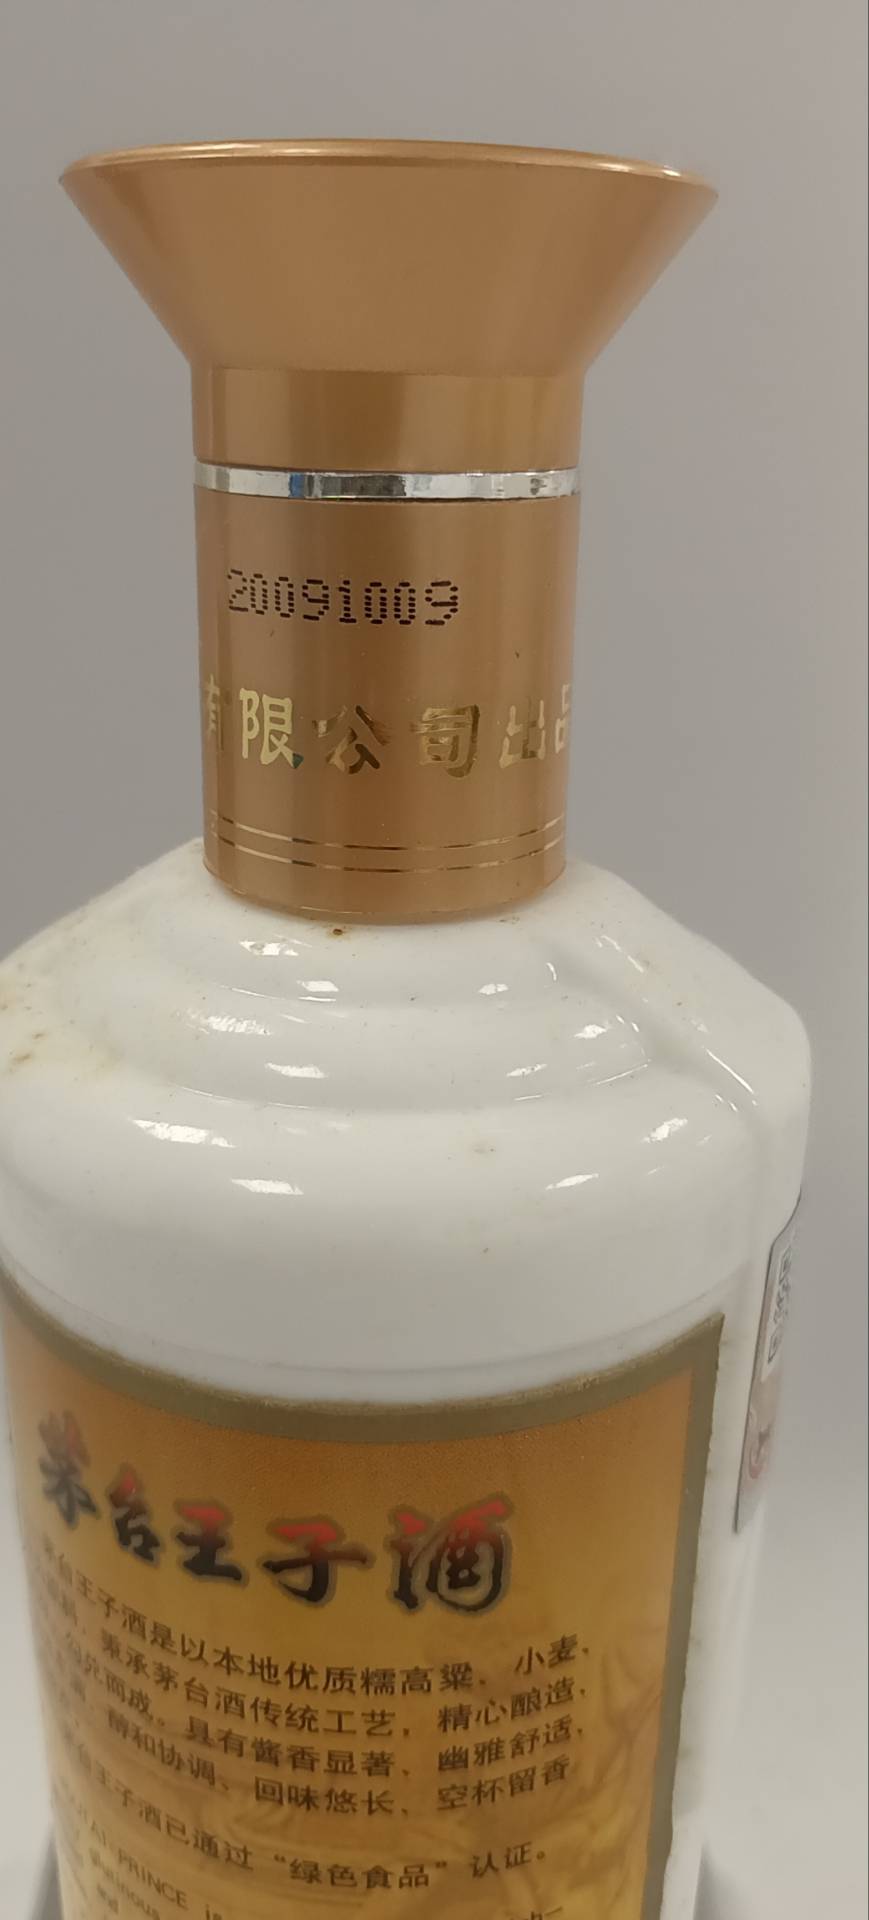 20091009
有限公司出品
茅台王子酒
台王子酒是以本地优质糯高粱、小麦、
秉承茅台酒传统工艺，精心酿造，
而成。具有酱香显著、幽雅舒适、
醇和协调、回味悠长、空杯留香
台王子酒已通过“绿色食品”认证。
PRINCE is
and